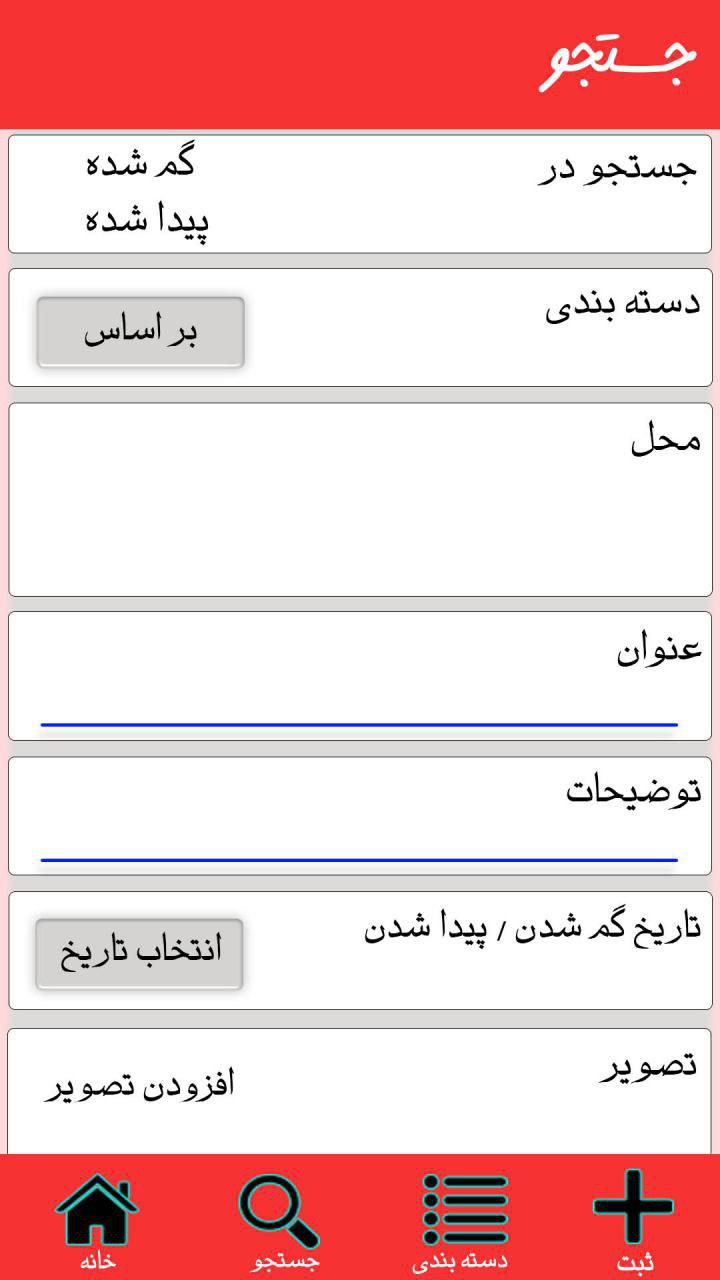 جستجو
جستجو در
گم شده
پیدا شده
دسته بندی
بر اساس
محل
عنوان
توضیحات
تاریخ گم شدن / پیدا شدن
انتخاب تاریخ
تصویر
افزودن تصویر
ثبت
دسته بندی
جستجو
خانه